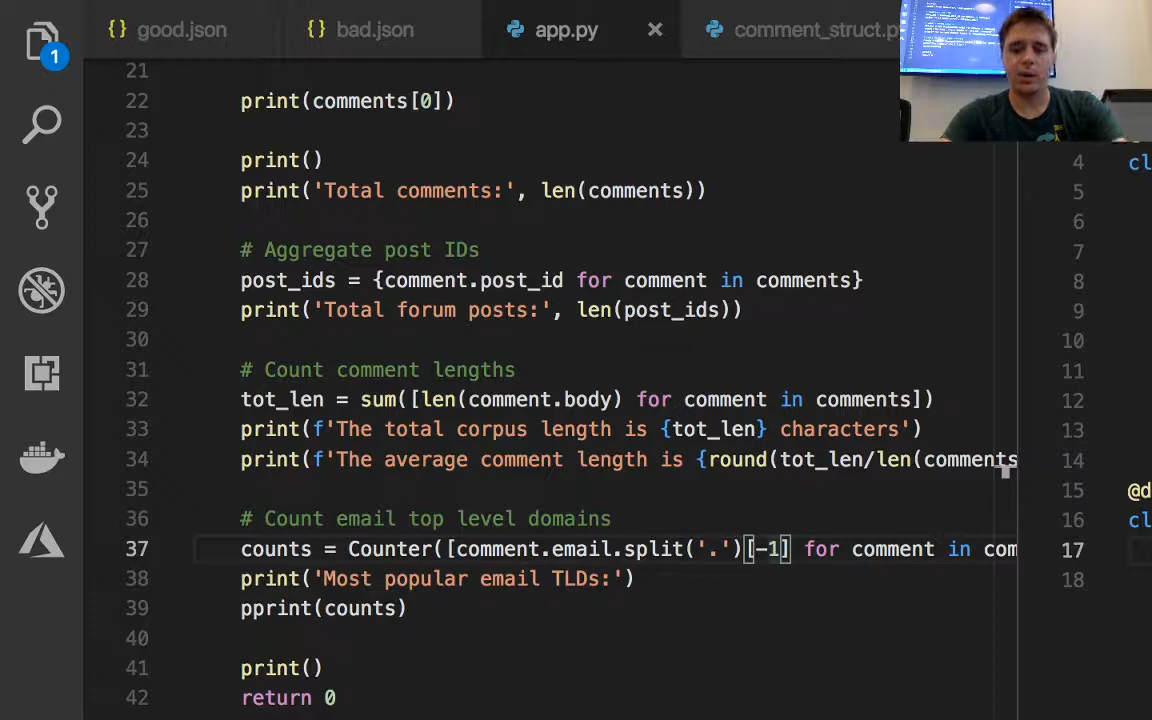 good.json bad.json app.py comment_struct.p
1
21
22 print(comments[0])
23
24 print()
25 print('Total comments:', len(comments))
26
27 # Aggregate post IDs
28 post_ids = {comment.post_id for comment in comments}
29 print('Total forum posts:', len(post_ids))
30
31 # Count comment lengths
32 tot_len = sum([len(comment.body) for comment in comments])
33 print(f'The total corpus length is {tot_len} characters')
34 print(f'The average comment length is {round(tot_len/len(comments
35
36 # Count email top level domains
37 counts = Counter([comment.email.split('.')[-1] for comment in com
38 print('Most popular email TLDs:')
39 pprint(counts)
40
41 print()
42 return 0
4 cl
5
6
7
8
9
10
11
12
13
14
15 @d
16 cl
17
18